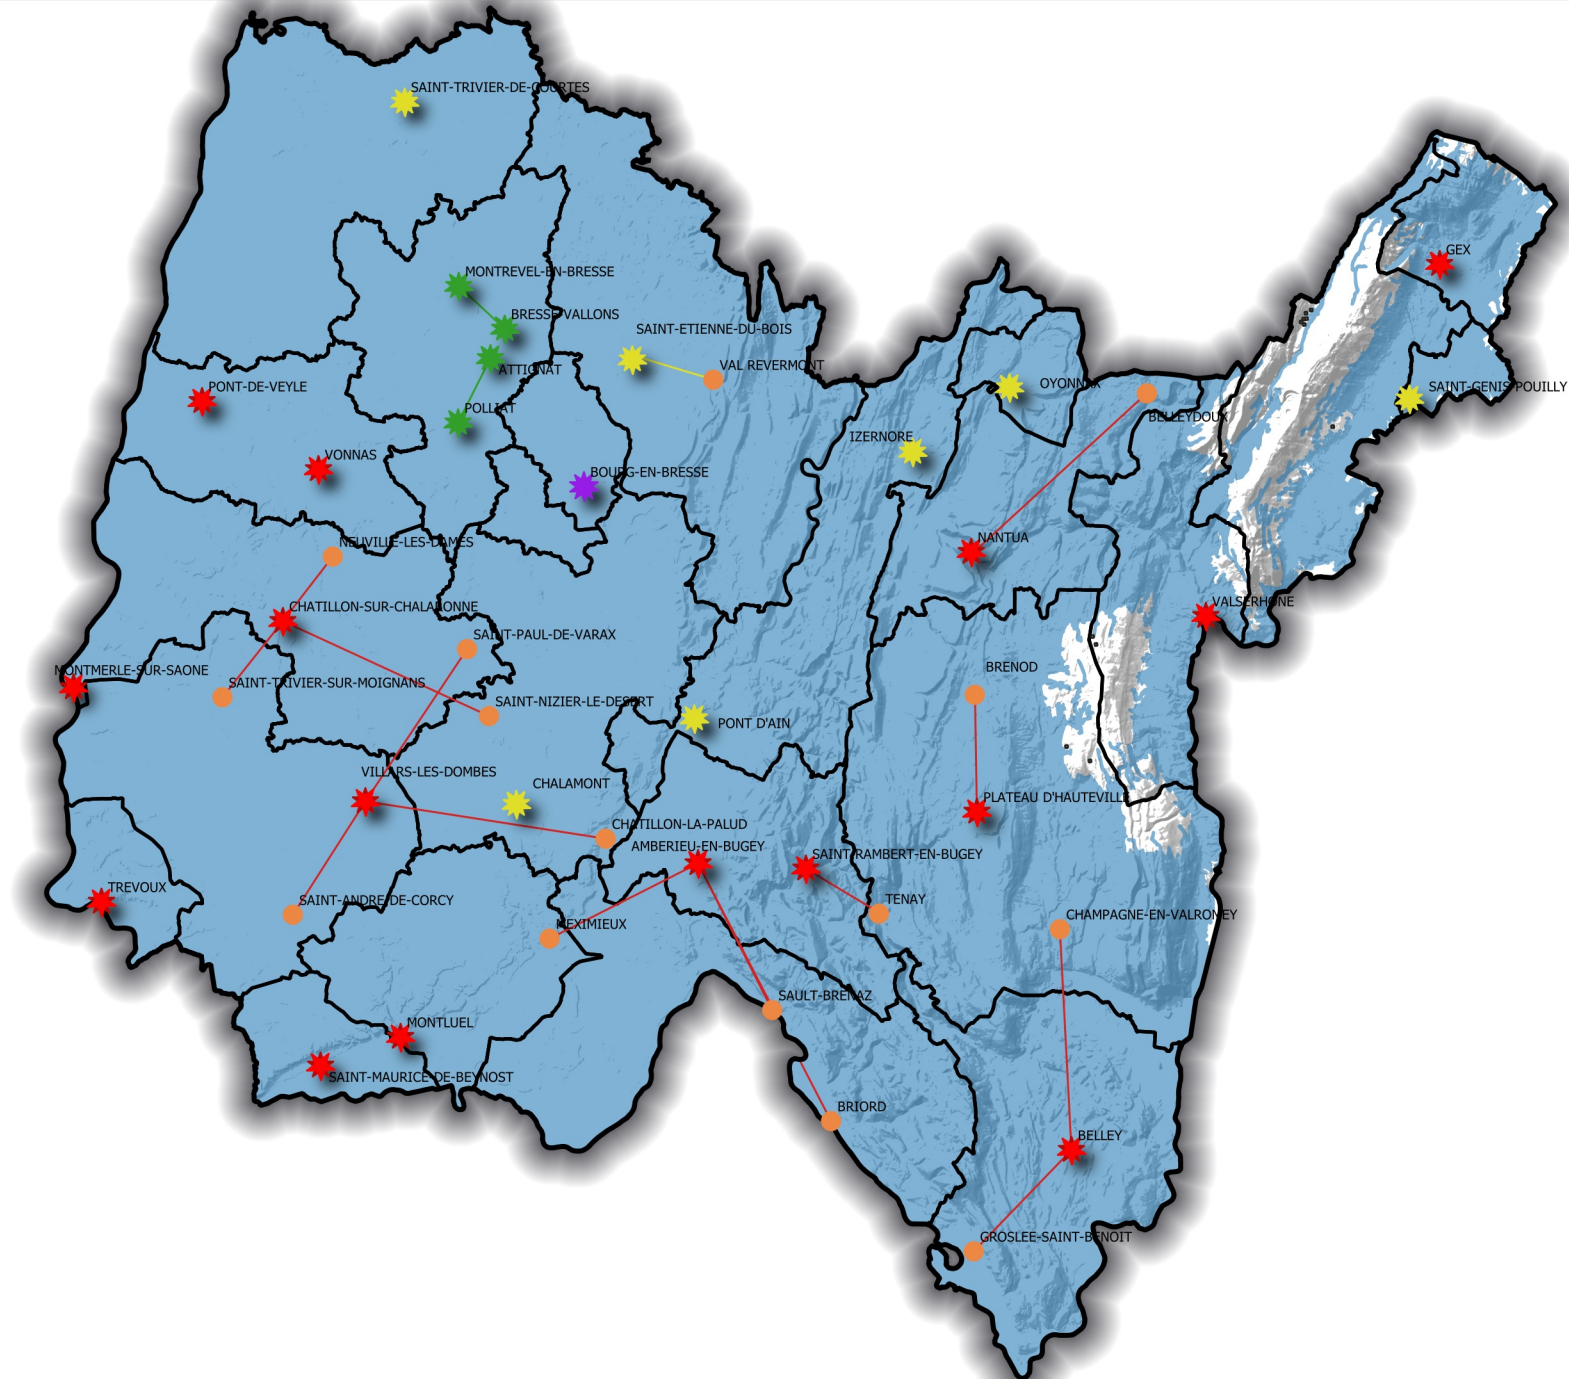 SAINT-TRIVIER-DE-COURTES
GEX
MONTREVEL-EN-BRESSE
BRESSE VALLONS
SAINT-ETIENNE-DU-BOIS
ATTIGNAT
VAL REVERMONT
PONT-DE-VEYLE
OYONNAX
SAINT-GENIS-POUILLY
POLLIAT
BELLEYDOUX
IZERNORE
VONNAS
BOURG-EN-BRESSE
NEUVILLE-LES-DAMES
NANTUA
CHATILLON-SUR-CHALARONNE
VALSERHONE
SAINT-PAUL-DE-VARAX
MONTMERLE-SUR-SAONE
BRENOD
SAINT-TRIVIER-SUR-MOIGNANS
SAINT-NIZIER-LE-DESERT
PONT D'AIN
VILLARS-LES-DOMBES
CHALAMONT
PLATEAU D'HAUTEVILLE
CHATILLON-LA-PALUD
AMBERIEU-EN-BUGEY
SAINT-RAMBERT-EN-BUGEY
TREVOUX
SAINT-ANDRE-DE-CORCY
TENAY
CHAMPAGNE-EN-VALROMEY
MEXIMIEUX
SAULT-BRENAZ
MONTLUEL
SAINT-MAURICE-DE-BEYNOST
BRIORD
BELLEY
GROSLEE-SAINT-BENOIT